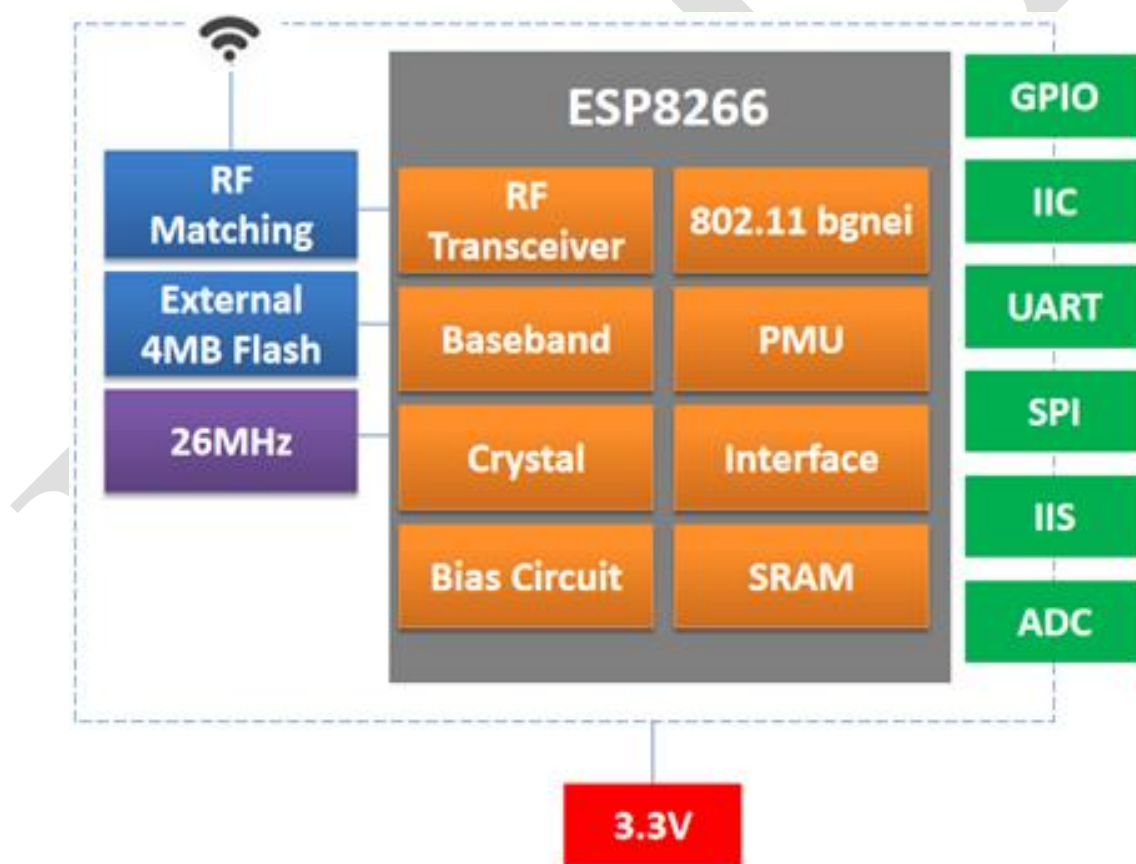 ESP8266
RF
Matching
External
4MB Flash
26MHz
RF
Transceiver
802.11 bgnei
Baseband
PMU
Crystal
Interface
Bias Circuit
SRAM
GPIO
IIC
UART
SPI
IIS
ADC
3.3V